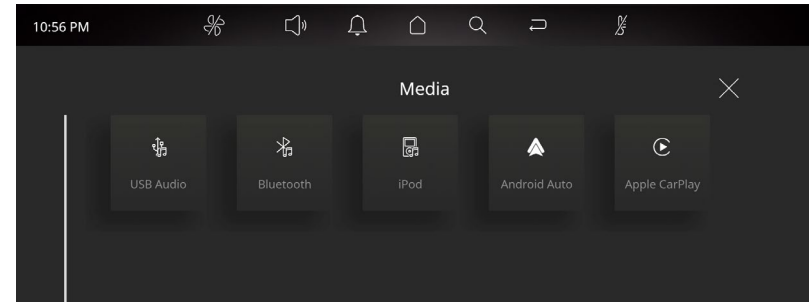 10:56 PM
Media
USB Audio
Bluetooth
iPod
Android Auto
Apple CarPlay